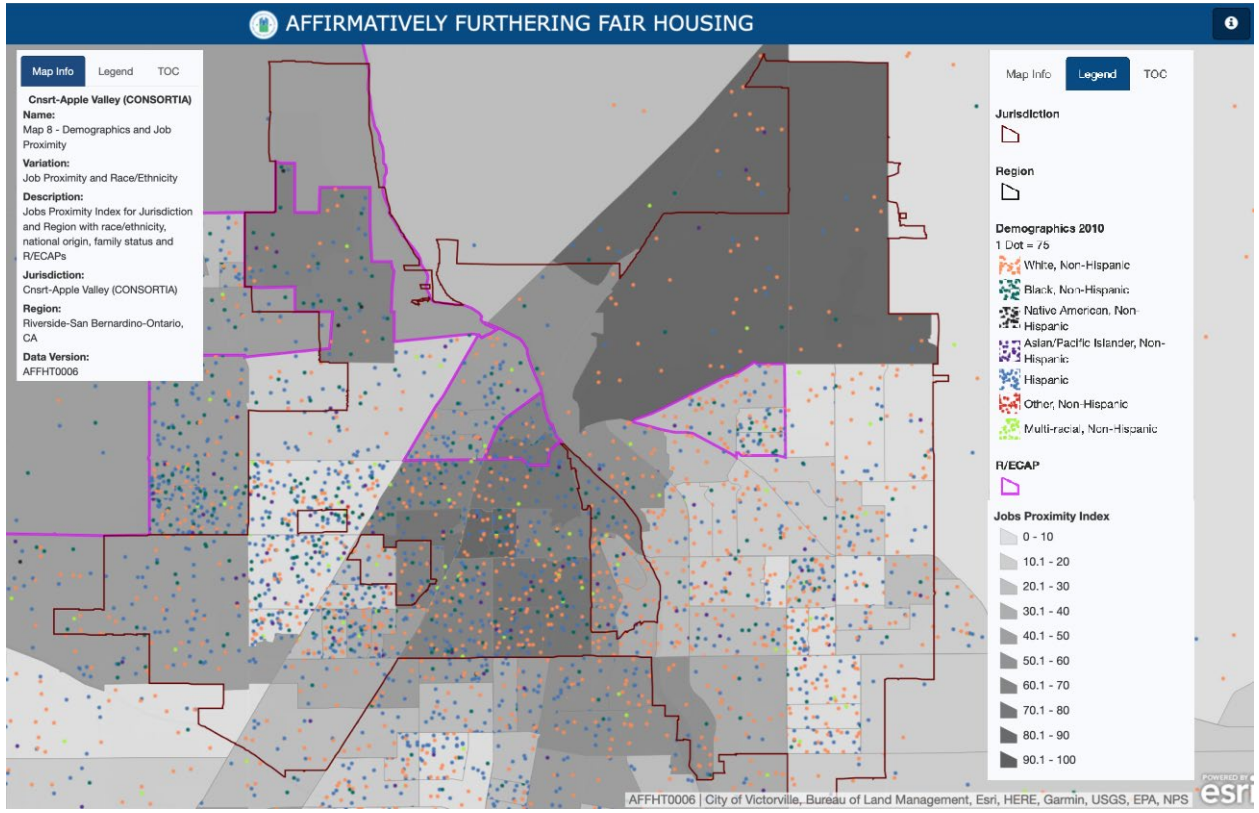 AFFIRMATIVELY FURTHERING FAIR HOUSING
Map Info Legend TOC
Cnsrt-Apple Valley (CONSORTIA)
Name:
Map 8 - Demographics and Job
Proximity
Variation:
Job Proximity and Race/Ethnicity
Description:
Jobs Proximity Index for Jurisdiction
and Region with race/ethnicity,
national origin, family status and
R/ECAPs
Jurisdiction:
Cnsrt-Apple Valley (CONSORTIA)
Region:
Riverside-San Bernardino-Ontario,
CA
Data Version:
AFFHT0006
Map Info Legend TOC
Jurisdiction
Region
Demographics 2010
1 Dot = 75
White, Non-Hispanic
Black, Non-Hispanic
Native American, Non-
Hispanic
Asian/Pacific Islander, Non-
Hispanic
Hispanic
Other, Non-Hispanic
Multi-racial, Non-Hispanic
R/ECAP
Jobs Proximity Index
0 - 10
10.1 - 20
20.1 - 30
30.1 - 40
40.1 - 50
50.1 - 60
60.1 - 70
70.1 - 80
80.1 - 90
90.1 - 100
AFFHT0006 | City of Victorville, Bureau of Land Management, Esri, HERE, Garmin, USGS, EPA, NPS
POWERED BY
esri